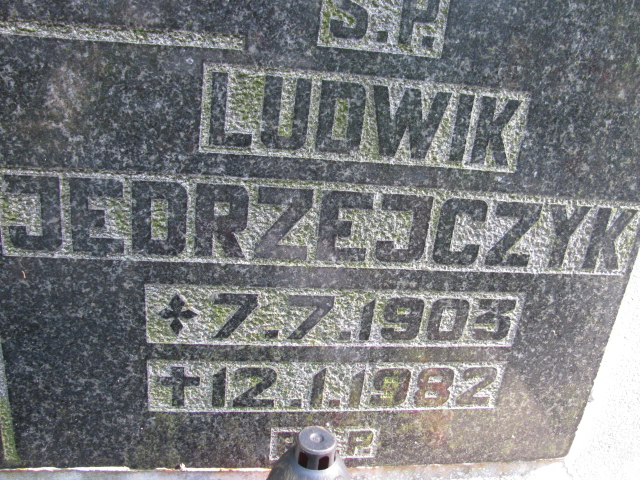 Ś.P.
LUDWIK
JEDRZEJCZYK
7.7.1903
12.1.1982